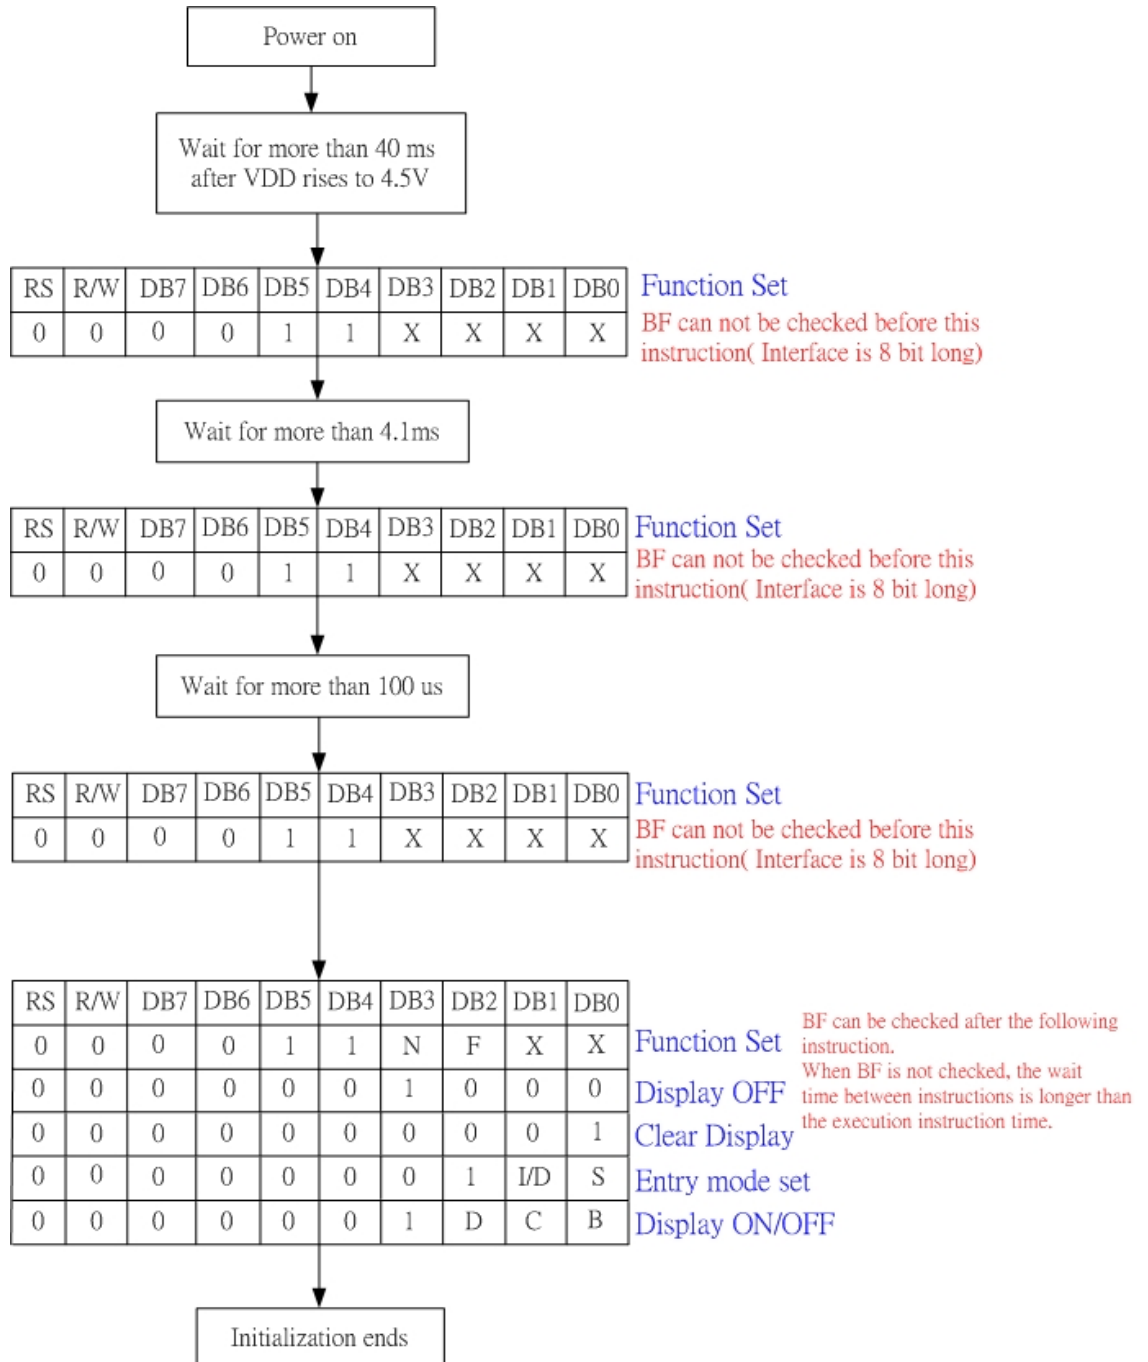 Power on
Wait for more than 40 ms
after VDD rises to 4.5V
RS R/W DB7 DB6 DB5 DB4 DB3 DB2 DB1 DB0 Function Set
0 0 0 0 1 1 X X X X BF can not be checked before this
instruction( Interface is 8 bit long)
Wait for more than 4.1ms
RS R/W DB7 DB6 DB5 DB4 DB3 DB2 DB1 DB0 Function Set
0 0 0 0 1 1 X X X X BF can not be checked before this
instruction( Interface is 8 bit long)
Wait for more than 100 us
RS R/W DB7 DB6 DB5 DB4 DB3 DB2 DB1 DB0 Function Set
0 0 0 0 1 1 X X X X BF can not be checked before this
instruction( Interface is 8 bit long)
RS R/W DB7 DB6 DB5 DB4 DB3 DB2 DB1 DB0
0 0 0 0 1 1 N F X X Function Set
0 0 0 0 0 0 1 0 0 0 Display OFF
0 0 0 0 0 0 0 0 0 1 Clear Display
0 0 0 0 0 0 0 1 I/D S Entry mode set
0 0 0 0 0 0 1 D C B Display ON/OFF
BF can be checked after the following
instruction.
When BF is not checked, the wait
time between instructions is longer than
the execution instruction time.
Initialization ends